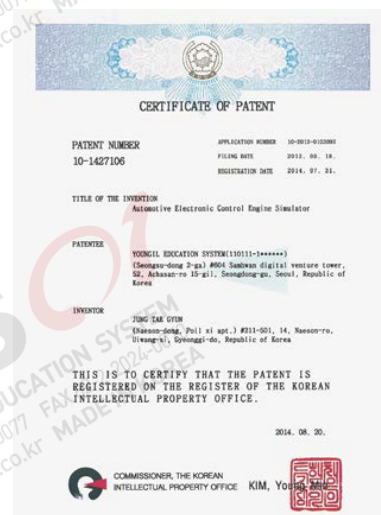 CERTIFICATE OF PATENT
PATENT NUMBER
10-1427106
APPLICATION NUMBER
FILING DATE
REGISTRATION DATE 2014. 07. 21.
TITLE OF THE INVENTION
Automotive Electronic Control Engine Simulator
PATENTEE
YOUNGIL EDUCATION SYSTEM(110111-1******)
(Seongsu-dong 2-ga) #604 Samhwan digital venture tower,
52, Achasan-ro 15-gil, Seongdong-gu, Seoul, Republic of
Korea
INVENTOR
JUNG TAE GYUN
(Naeson-dong, Poil xi apt.) #211-501, 14, Naeson-ro,
Uiwang-si, Gyeonggi-do, Republic of Korea
THIS IS TO CERTIFY THAT THE PATENT IS
REGISTERED ON THE REGISTER OF THE KOREAN
INTELLECTUAL PROPERTY OFFICE.
2014. 08. 20.
COMMISSIONER, THE KOREAN
INTELLECTUAL PROPERTY OFFICE KIM, Young